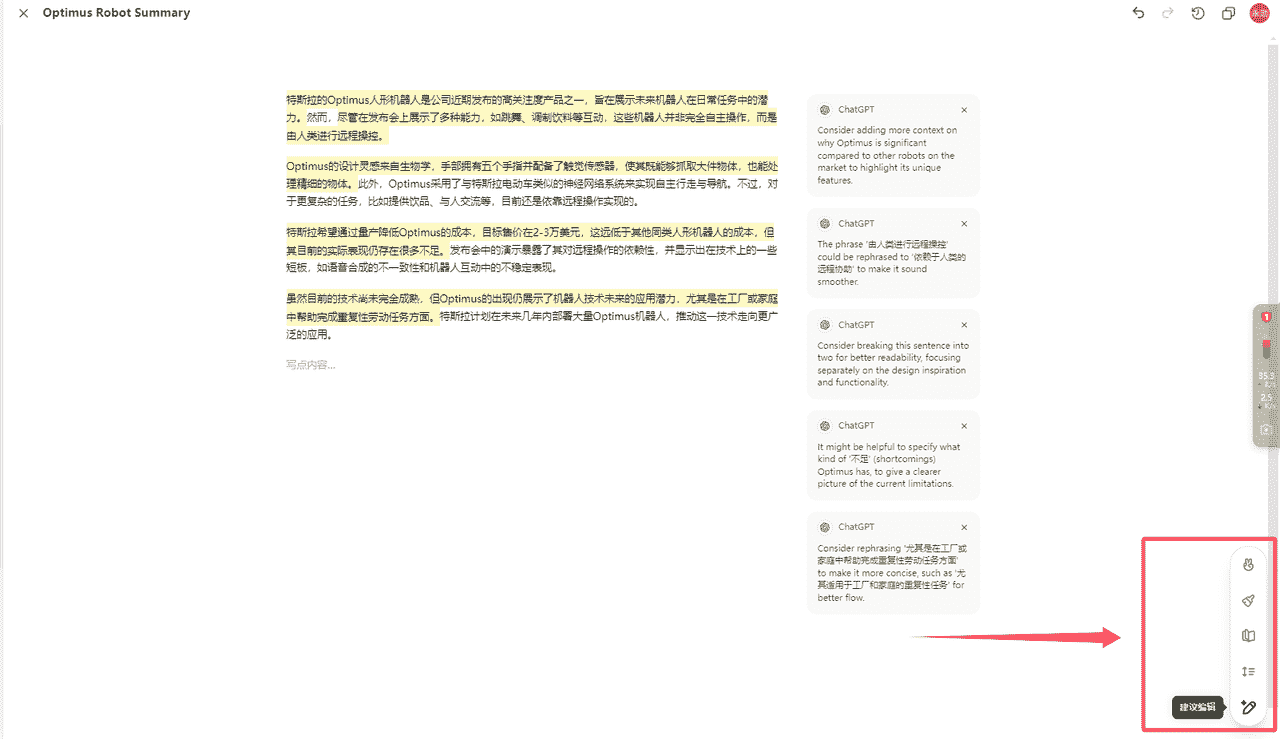 Optimus Robot Summary
特斯拉的Optimus人形机器人是公司近期发布的高关注度产品之一，旨在展示未来机器人在日常任务中的潜
力。然而，尽管在发布会上展示了多种能力，如跳舞、调制饮料等互动，这些机器人并非完全自主操作，而是
由人类进行远程操控。
Optimus的设计灵感来自生物学，手部拥有五个手指并配备了触觉传感器，使其既能够抓取大件物体，也能处
理精细的物体。此外，Optimus采用了与特斯拉电动车类似的神经网络系统来实现自主行走与导航。不过，对
于更复杂的任务，比如提供饮品、与人交流等，目前还是依靠远程操作实现的。
特斯拉希望通过量产降低Optimus的成本，目标售价在2-3万美元，这远低于其他同类人形机器人的成本，但
其目前的实际表现仍存在很多不足。发布会中的演示暴露了其对远程操作的依赖性，并显示出在技术上的一些
短板，如语音合成的不一致性和机器人互动中的不稳定表现。
虽然目前的技术尚未完全成熟，但Optimus的出现仍展示了机器人技术未来的应用潜力，尤其是在工厂或家庭
中帮助完成重复性劳动任务方面。特斯拉计划在未来几年内部署大量Optimus机器人，推动这一技术走向更广
泛的应用。
写点内容...
ChatGPT
Consider adding more context on
why Optimus is significant
compared to other robots on the
market to highlight its unique
features.
ChatGPT
The phrase '由人类进行远程操控'
could be rephrased to '依赖于人类的
远程协助' to make it sound
smoother.
ChatGPT
Consider breaking this sentence into
two for better readability, focusing
separately on the design inspiration
and functionality.
ChatGPT
It might be helpful to specify what
kind of '不足' (shortcomings)
Optimus has, to give a clearer
picture of the current limitations.
ChatGPT
Consider rephrasing '尤其是在工厂或
家庭中帮助完成重复性劳动任务方面'
to make it more concise, such as '尤
其适用于工厂和家庭的重复性任务' for
better flow.
1
建议编辑